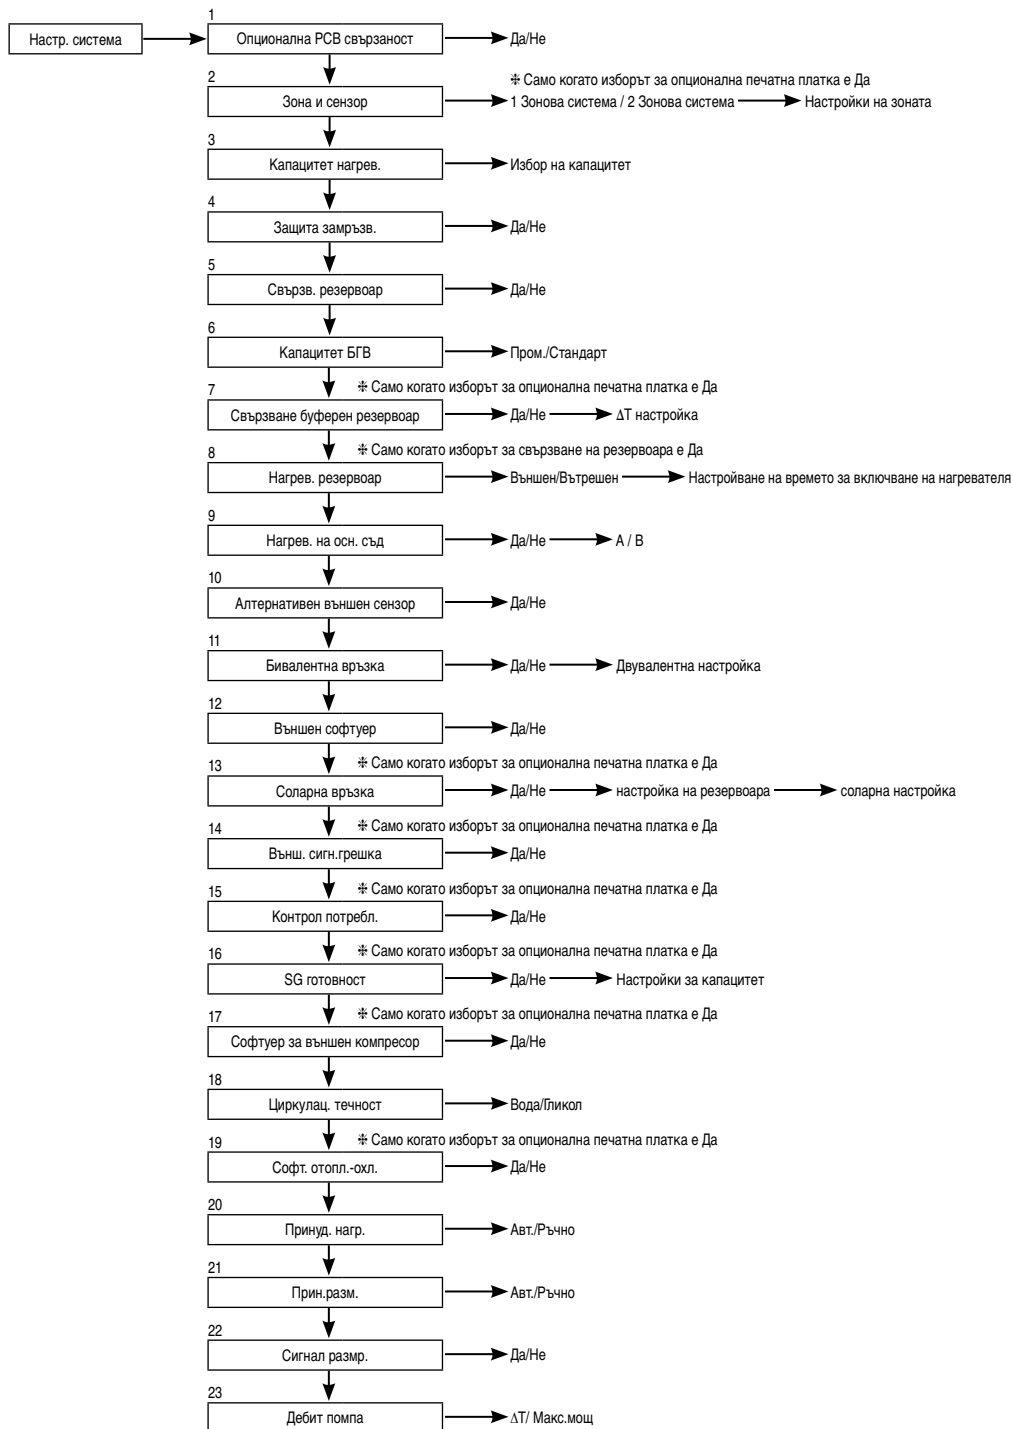 1
Настр. система
Опционална PCB свързаност
Да/Не
2
❉ Само когато изборът за опционална печатна платка е Да
Зона и сензор
1 Зонова система / 2 Зонова система
Настройки на зоната
3
Капацитет нагрев.
Избор на капацитет
4
Защита замръзв.
Да/Не
5
Свързв. резервоар
Да/Не
6
Капацитет БГВ
Пром./Стандарт
7
❉ Само когато изборът за опционална печатна платка е Да
Свързване буферен резервоар
Да/Не
ΔT настройка
8
❉ Само когато изборът за свързване на резервоара е Да
Нагрев. резервоар
Външен/Вътрешен
Настройване на времето за включване на нагревателя
9
Нагрев. на осн. съд
Да/Не
A / B
10
Алтернативен външен сензор
Да/Не
11
Бивалентна връзка
Да/Не
Двувалентна настройка
12
Външен софтуер
Да/Не
13
❉ Само когато изборът за опционална печатна платка е Да
Соларна връзка
Да/Не
настройка на резервоара
соларна настройка
14
❉ Само когато изборът за опционална печатна платка е Да
Външ. сигн.грешка
Да/Не
15
❉ Само когато изборът за опционална печатна платка е Да
Контрол потребл.
Да/Не
16
❉ Само когато изборът за опционална печатна платка е Да
SG готовност
Да/Не
Настройки за капацитет
17
❉ Само когато изборът за опционална печатна платка е Да
Софтуер за външен компресор
Да/Не
18
Циркулац. течност
Вода/Гликол
19
❉ Само когато изборът за опционална печатна платка е Да
Софт. отопл.-охл.
Да/Не
20
Принуд. нагр.
Авт./Ръчно
21
Прин.разм.
Авт./Ръчно
22
Сигнал размр.
Да/Не
23
Дебит помпа
ΔT/ Макс.мощ